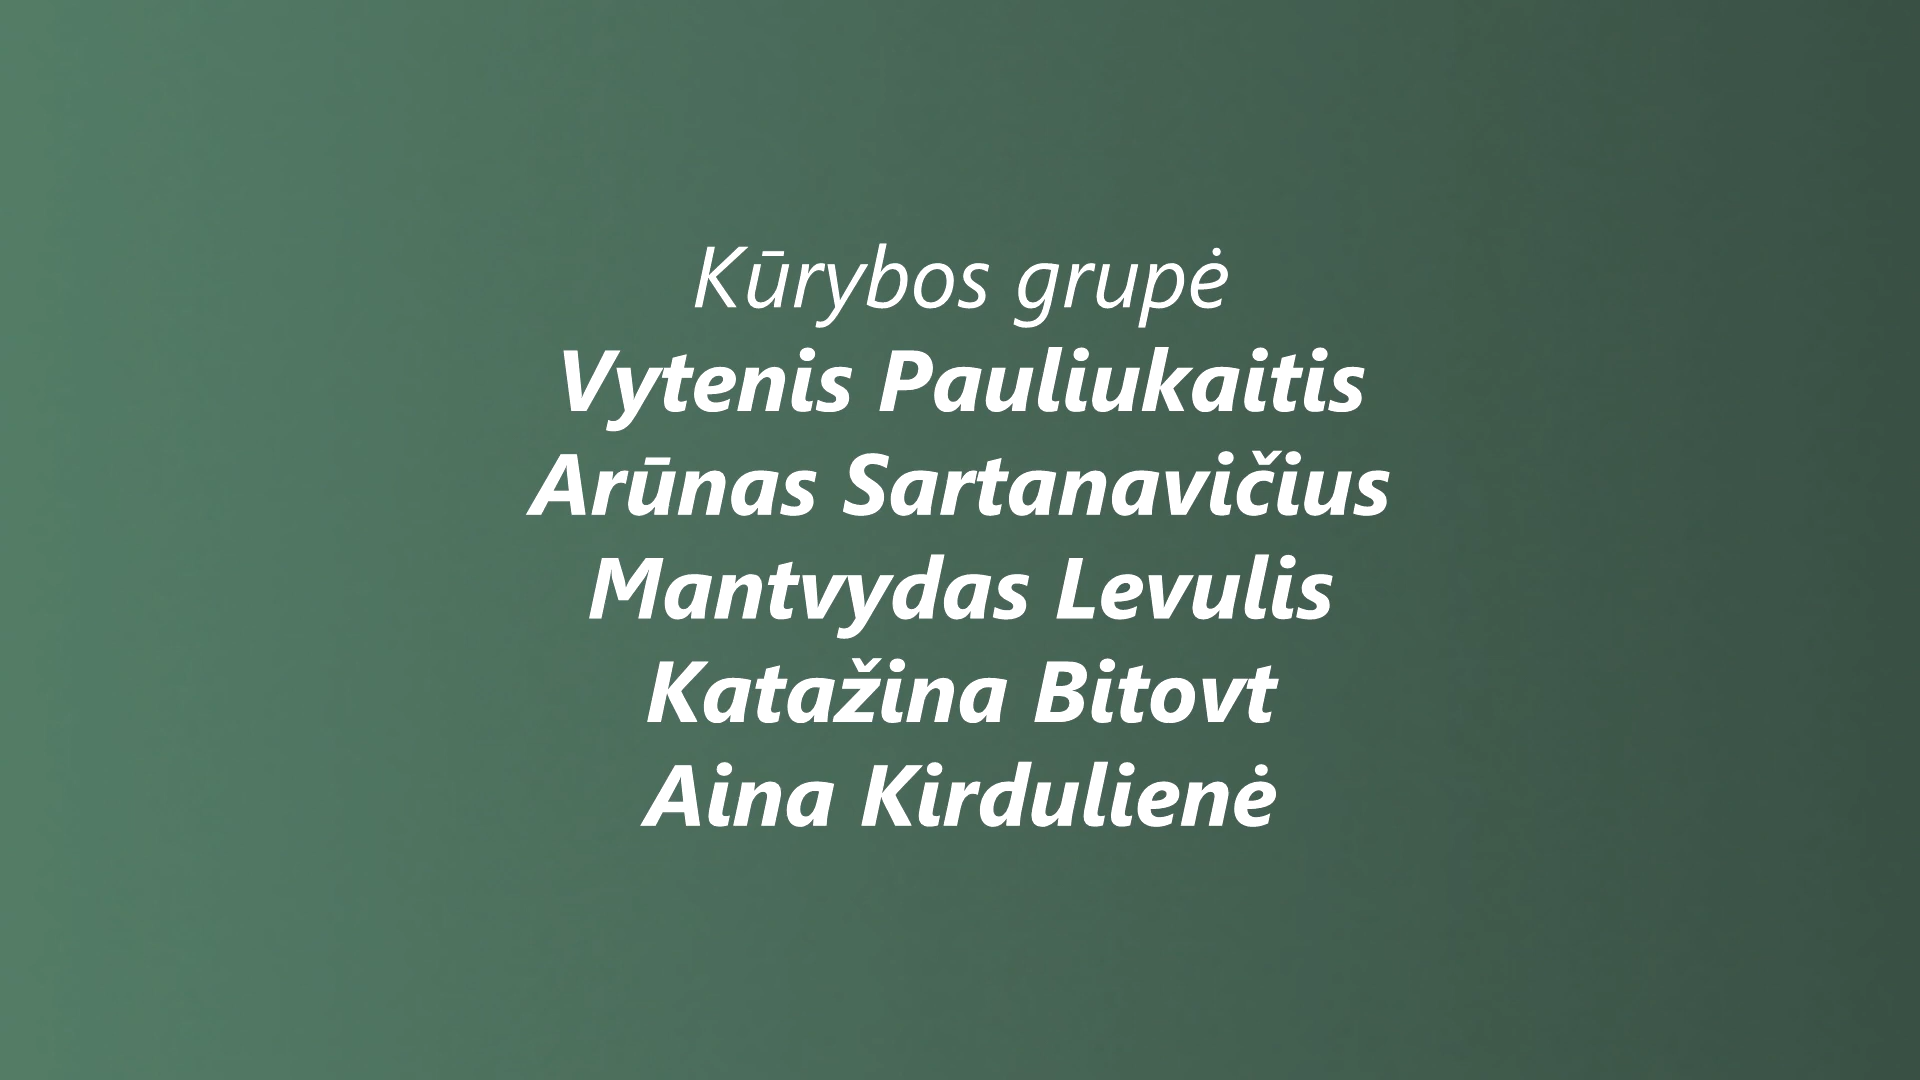 Kūrybos grupė
Vytenis Pauliukaitis
Arūnas Sartanavičius
Mantvydas Levulis
Katažina Bitovt
Aina Kirdulienė